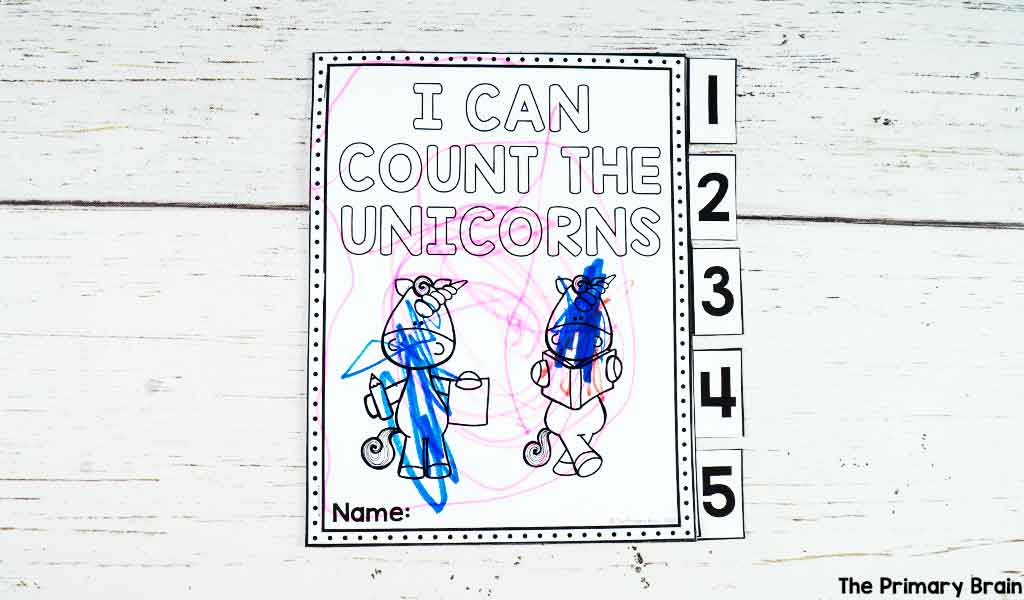 I CAN
COUNT THE
UNICORNS
Name:
1
2
3
4
5
The Primary Brain